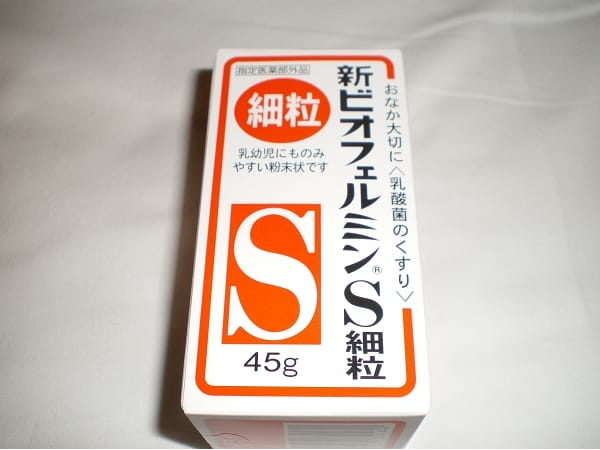 指定医薬部外品
細粒
乳幼児にものみ
やすい粉末状です
S
45g
新ビオフェルミン®S細粒
おなか大切に〈乳酸菌のくすり〉